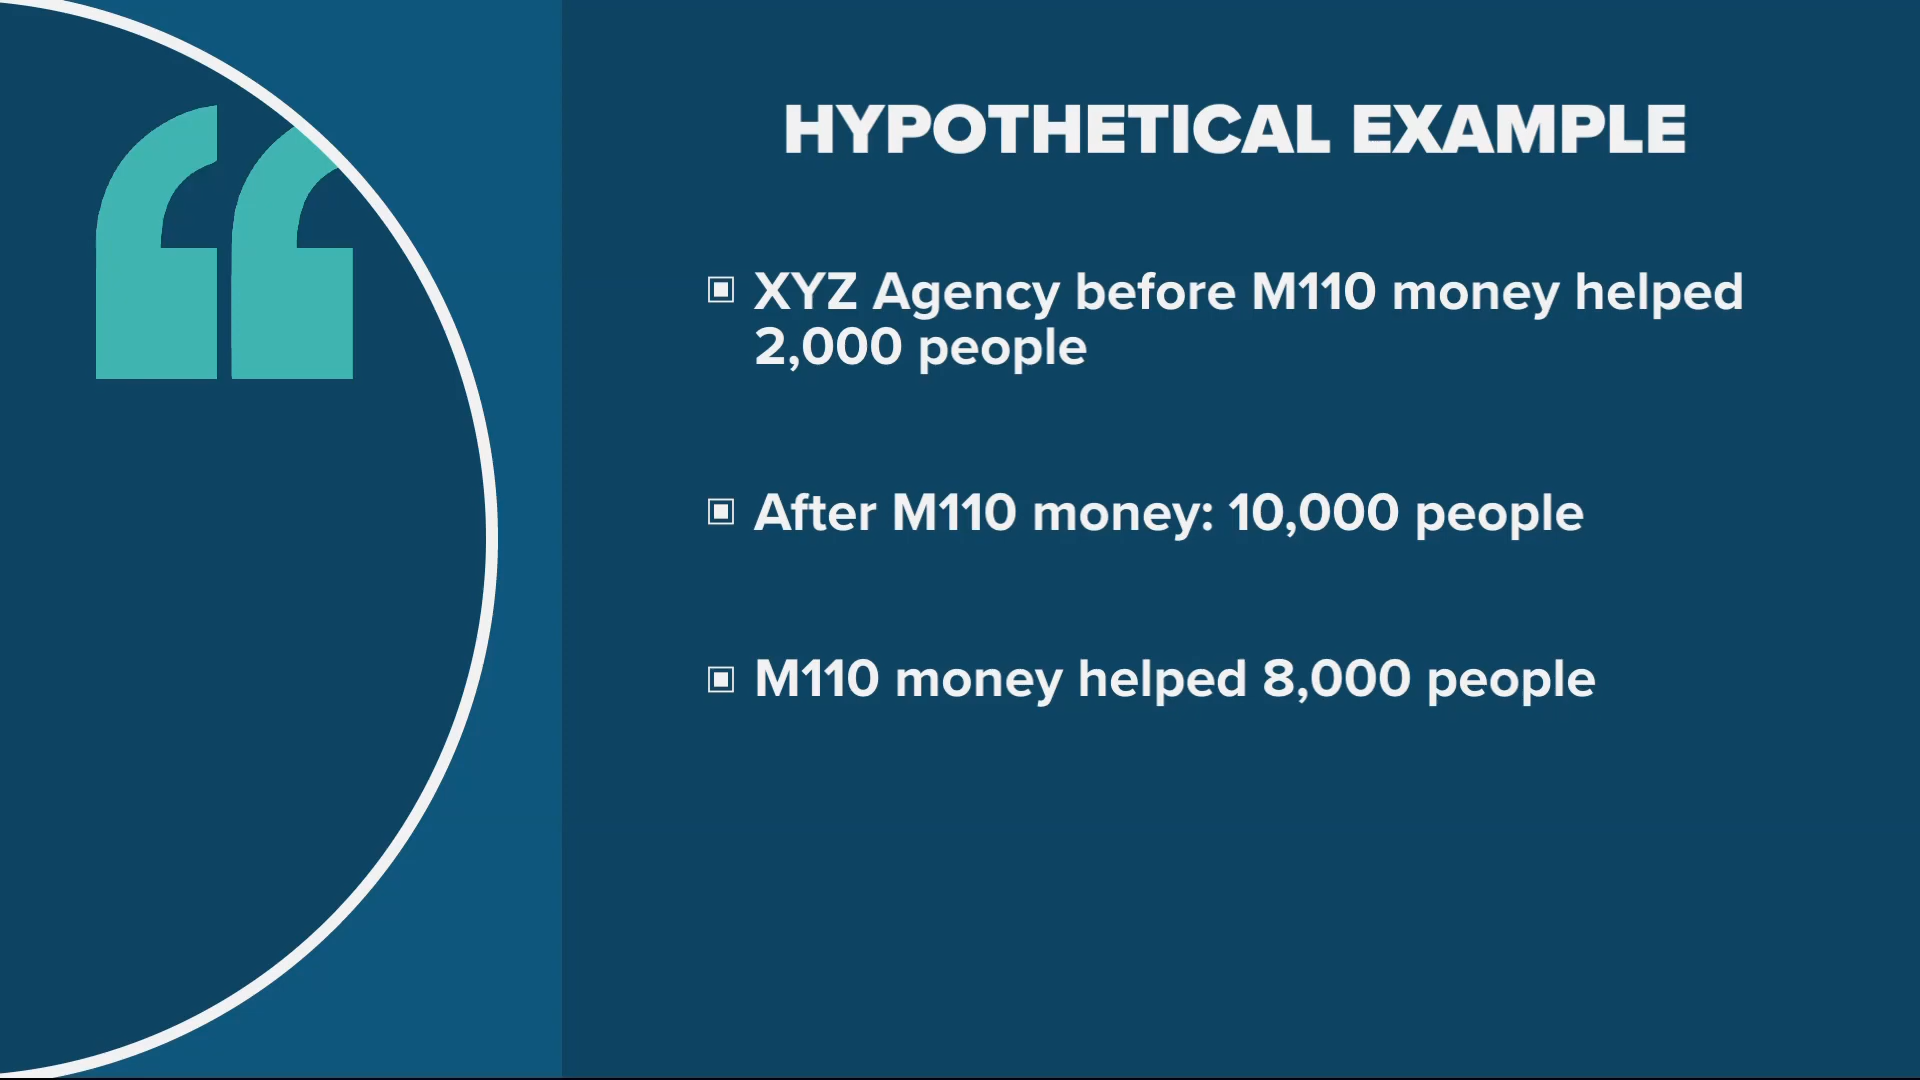 HYPOTHETICAL EXAMPLE
XYZ Agency before M110 money helped
2,000 people
After M110 money: 10,000 people
M110 money helped 8,000 people